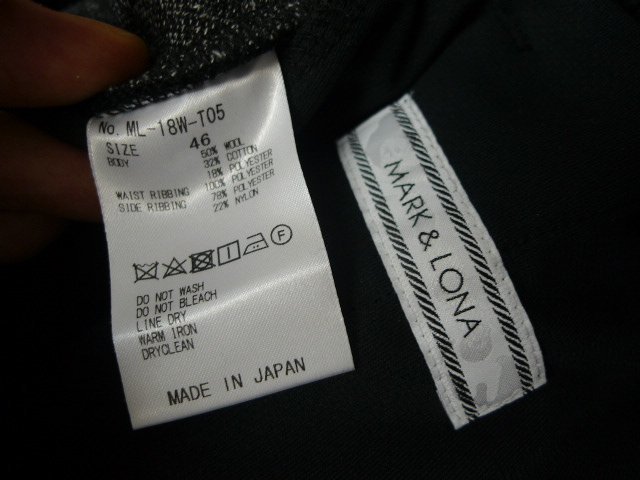 No. ML-18W-T05
SIZE 46
BODY 50% WOOL
32% COTTON
18% POLYESTER
WAIST RIBBING 100% POLYESTER
SIDE RIBBING 78% POLYESTER
22% NYLON
F
DO NOT WASH
DO NOT BLEACH
LINE DRY
WARM IRON
DRYCLEAN
MADE IN JAPAN
MARK & LONA